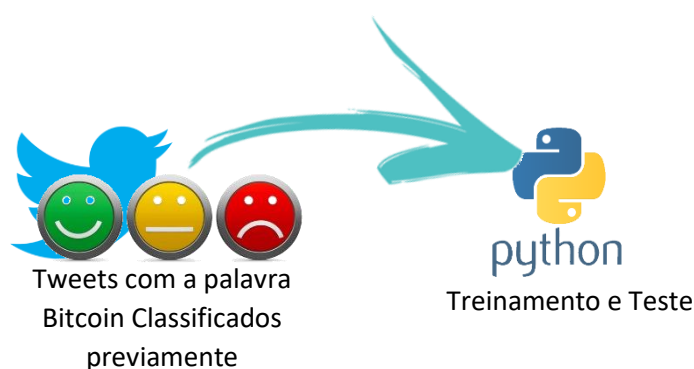 python
Tweets com a palavra
Bitcoin Classificados
previamente
Treinamento e Teste